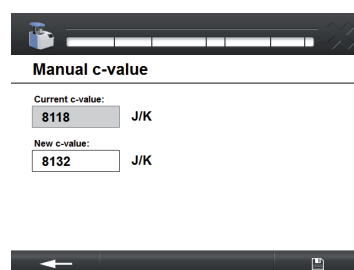 Manual c-value
Current c-value:
8118 J/K
New c-value:
8132 J/K